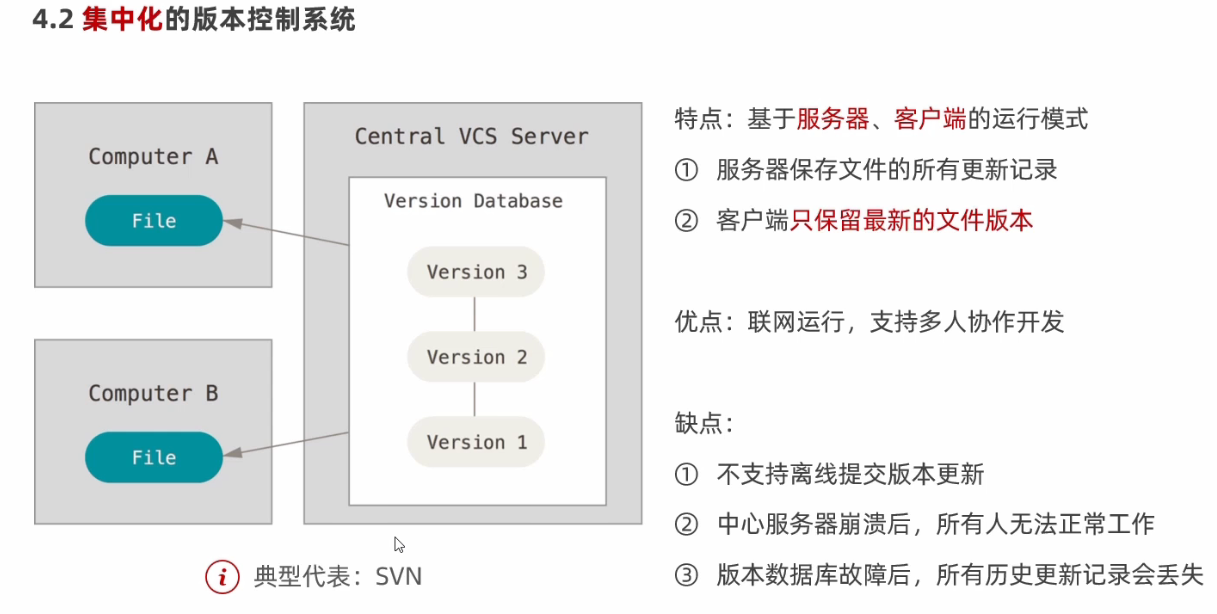 4.2 集中化的版本控制系统
Computer A
File
Computer B
File
Central VCS Server
Version Database
Version 3
Version 2
Version 1
i 典型代表：SVN
特点：基于服务器、客户端的运行模式
① 服务器保存文件的所有更新记录
② 客户端只保留最新的文件版本
优点：联网运行，支持多人协作开发
缺点：
① 不支持离线提交版本更新
② 中心服务器崩溃后，所有人无法正常工作
③ 版本数据库故障后，所有历史更新记录会丢失